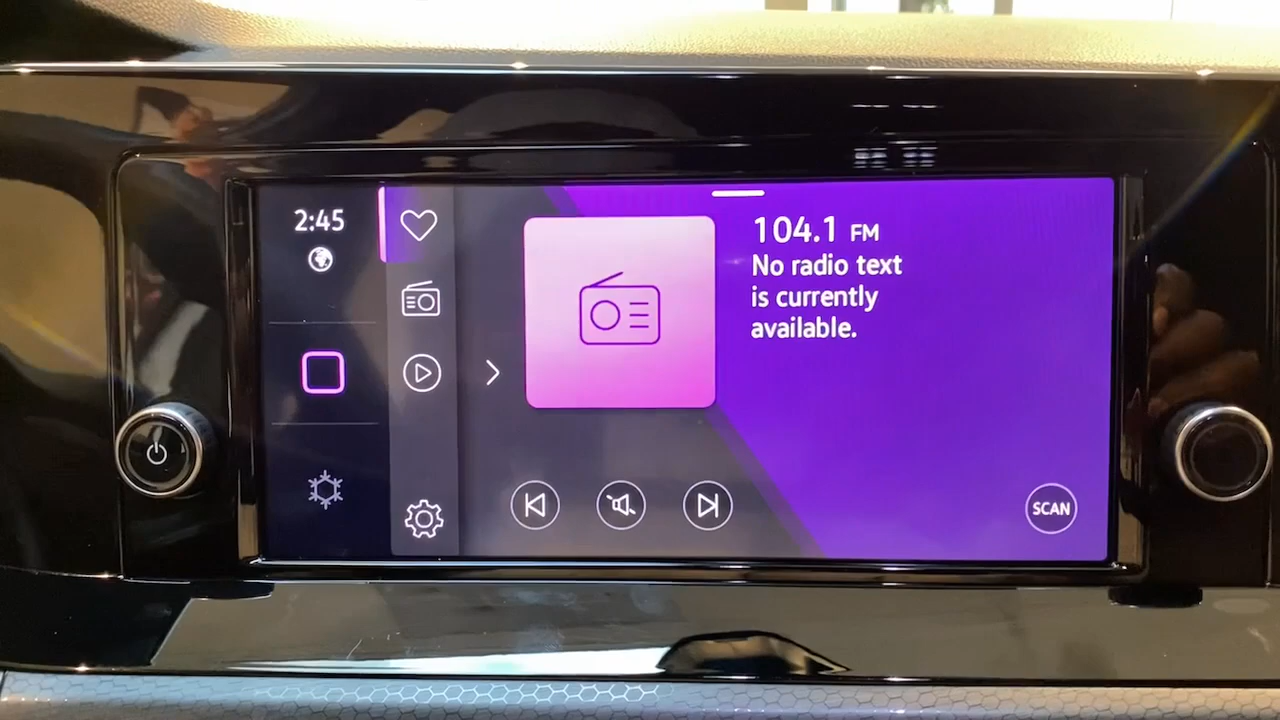 2:45
104.1 FM
No radio text
is currently
available.
SCAN